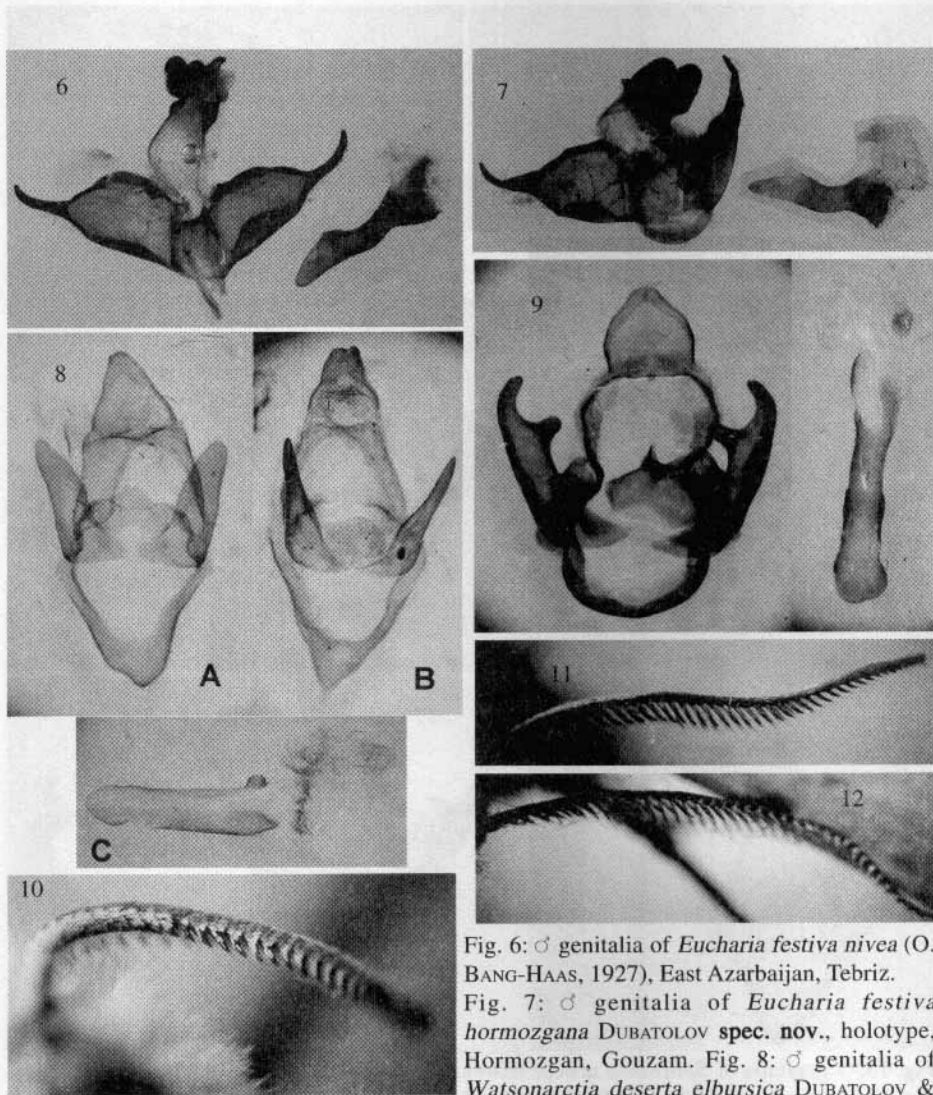 6
7
8
9
A
B
11
12
C
10
Fig. 6: ♂ genitalia of Eucharia festiva nivea (O.
BANG-HAAS, 1927), East Azarbaijan, Tebriz.
Fig. 7: ♂ genitalia of Eucharia festiva
hormozgana DUBATOLOV spec. nov., holotype,
Hormozgan, Gouzam. Fig. 8: ♂ genitalia of
Watsonarctia deserta elbursica DUBATOLOV &